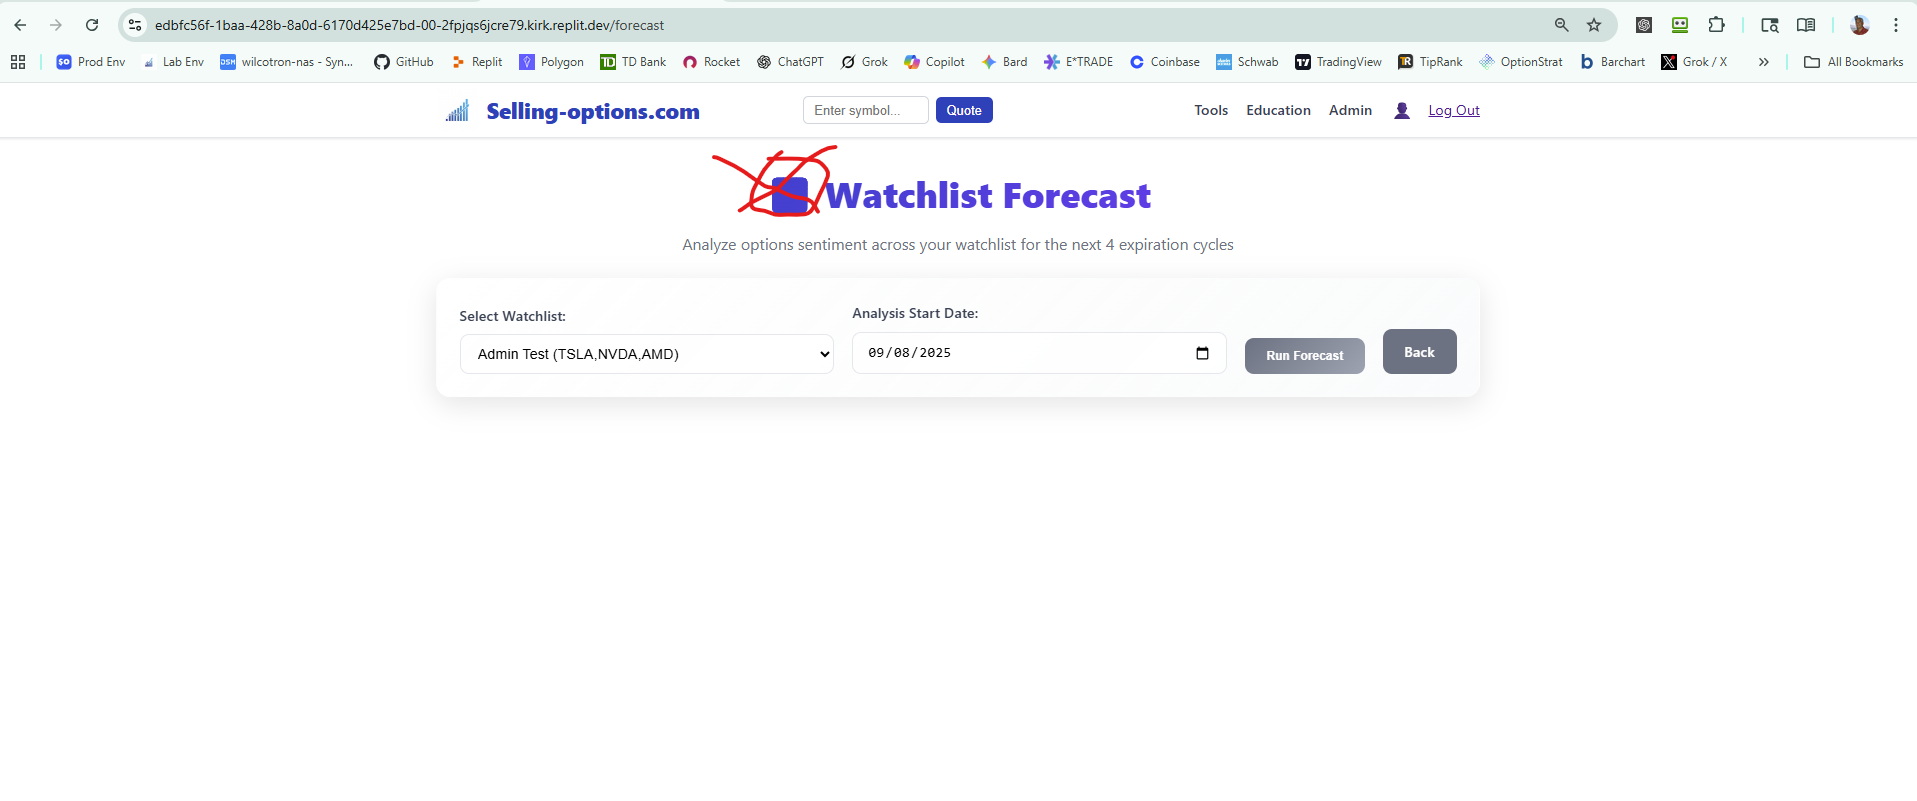 edbfc56f-1baa-428b-8a0d-6170d425e7bd-00-2fpjqs6jcre79.kirk.replit.dev/forecast
Prod Env Lab Env wilcotron-nas - Syn... GitHub Replit Polygon TD Bank Rocket ChatGPT Grok Copilot Bard E*TRADE Coinbase Schwab TradingView TipRank OptionStrat Barchart Grok / X » All Bookmarks
Selling-options.com Enter symbol... Quote Tools Education Admin Log Out
Watchlist Forecast
Analyze options sentiment across your watchlist for the next 4 expiration cycles
Select Watchlist: Analysis Start Date:
Admin Test (TSLA,NVDA,AMD) 09/08/2025 Run Forecast Back